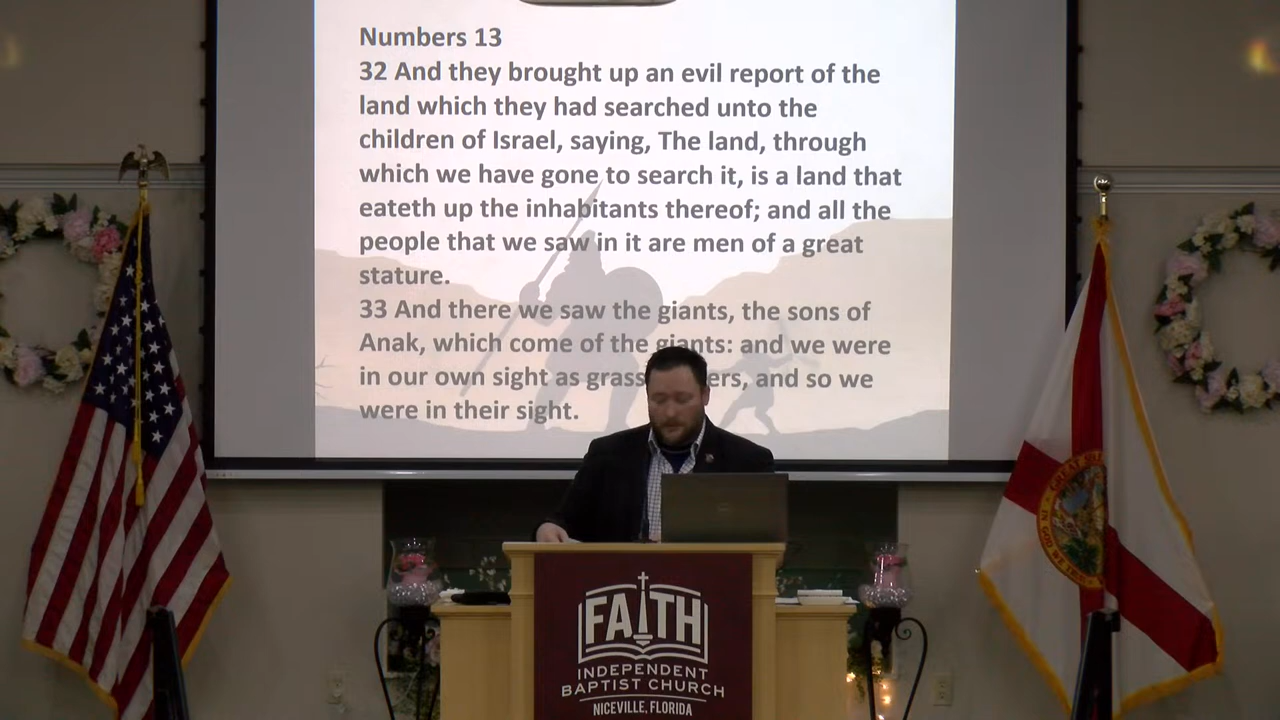 Numbers 13
32 And they brought up an evil report of the
land which they had searched unto the
children of Israel, saying, The land, through
which we have gone to search it, is a land that
eateth up the inhabitants thereof; and all the
people that we saw in it are men of a great
stature.
33 And there we saw the giants, the sons of
Anak, which come of the giants: and we were
in our own sight as grass ers, and so we
were in their sight.
FAITH
INDEPENDENT
BAPTIST CHURCH
NICEVILLE, FLORIDA